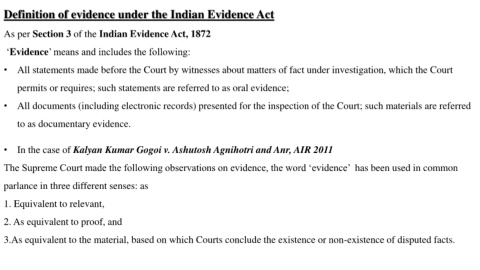 Definition of evidence under the Indian Evidence Act
As per Section 3 of the Indian Evidence Act, 1872
‘Evidence’ means and includes the following:
• All statements made before the Court by witnesses about matters of fact under investigation, which the Court
permits or requires; such statements are referred to as oral evidence;
• All documents (including electronic records) presented for the inspection of the Court; such materials are referred
to as documentary evidence.
• In the case of Kalyan Kumar Gogoi v. Ashutosh Agnihotri and Anr, AIR 2011
The Supreme Court made the following observations on evidence, the word ‘evidence’ has been used in common
parlance in three different senses: as
1. Equivalent to relevant,
2. As equivalent to proof, and
3.As equivalent to the material, based on which Courts conclude the existence or non-existence of disputed facts.